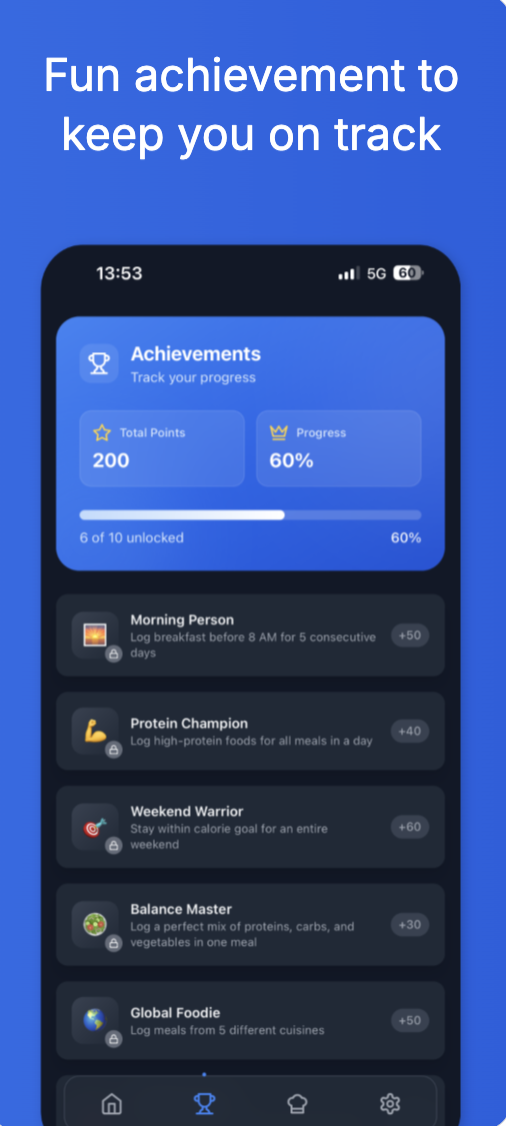 Fun achievement to
keep you on track
13:53
5G 60
Achievements
Track your progress
Total Points
200
Progress
60%
6 of 10 unlocked
60%
Morning Person
Log breakfast before 8 AM for 5 consecutive
days
+50
Protein Champion
Log high-protein foods for all meals in a day
+40
Weekend Warrior
Stay within calorie goal for an entire
weekend
+60
Balance Master
Log a perfect mix of proteins, carbs, and
vegetables in one meal
+30
Global Foodie
Log meals from 5 different cuisines
+50